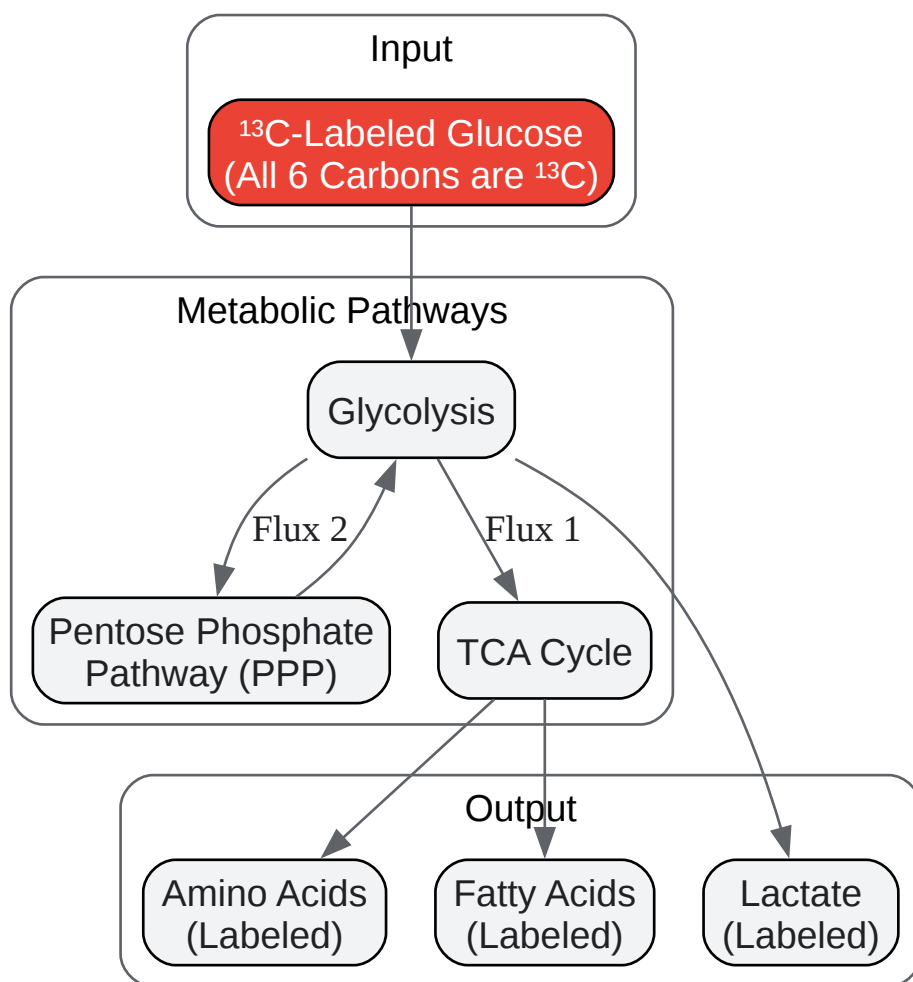 Input
¹³C-Labeled Glucose
(All 6 Carbons are ¹³C)
Metabolic Pathways
Glycolysis
Flux 2
Flux 1
Pentose Phosphate
Pathway (PPP)
TCA Cycle
Output
Amino Acids
(Labeled)
Fatty Acids
(Labeled)
Lactate
(Labeled)